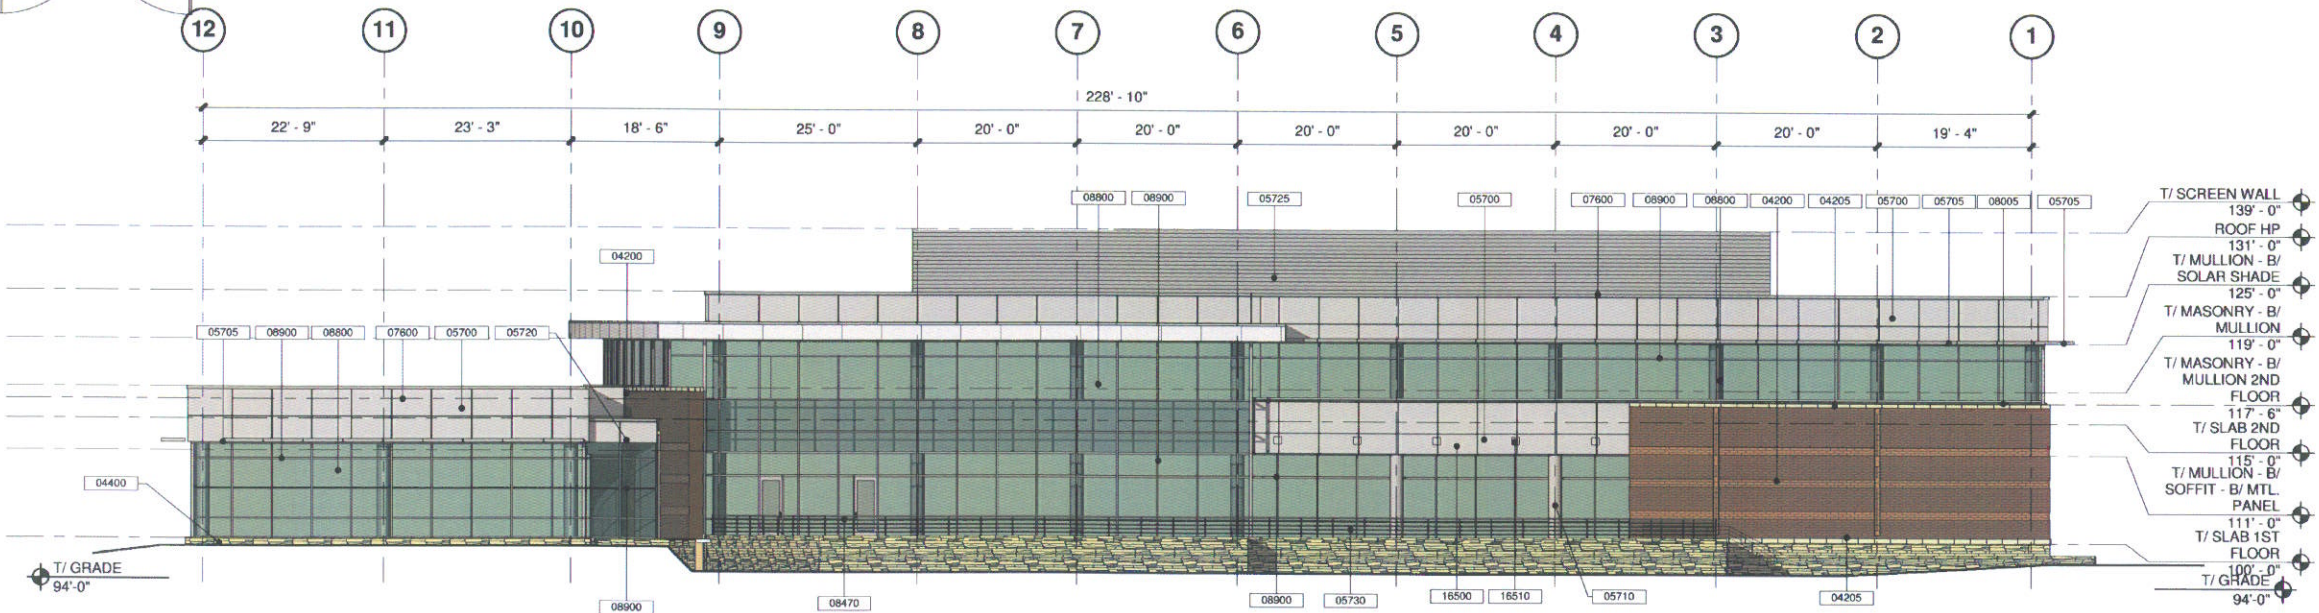 12 11 10 9 8 7 6 5 4 3 2 1
228' - 10"
22' - 9" 23' - 3" 18' - 6" 25' - 0" 20' - 0" 20' - 0" 20' - 0" 20' - 0" 20' - 0" 20' - 0" 19' - 4"
08800 08900 05725 05700 07600 08900 08800 04200 04205 05700 05705 08005 05705
04200
05705 08900 08800 07600 05700 05720
04400
T/ SCREEN WALL
139' - 0"
ROOF HP
131' - 0"
T/ MULLION - B/
SOLAR SHADE
125' - 0"
T/ MASONRY - B/
MULLION
119' - 0"
T/ MASONRY - B/
MULLION 2ND
FLOOR
117' - 6"
T/ SLAB 2ND
FLOOR
115' - 0"
T/ MULLION - B/
SOFFIT - B/ MTL.
PANEL
111' - 0"
T/ SLAB 1ST
FLOOR
100' - 0"
T/ GRADE
94'-0"
T/ GRADE
94'-0"
08900 08470 08900 05730 16500 16510 05710 04205